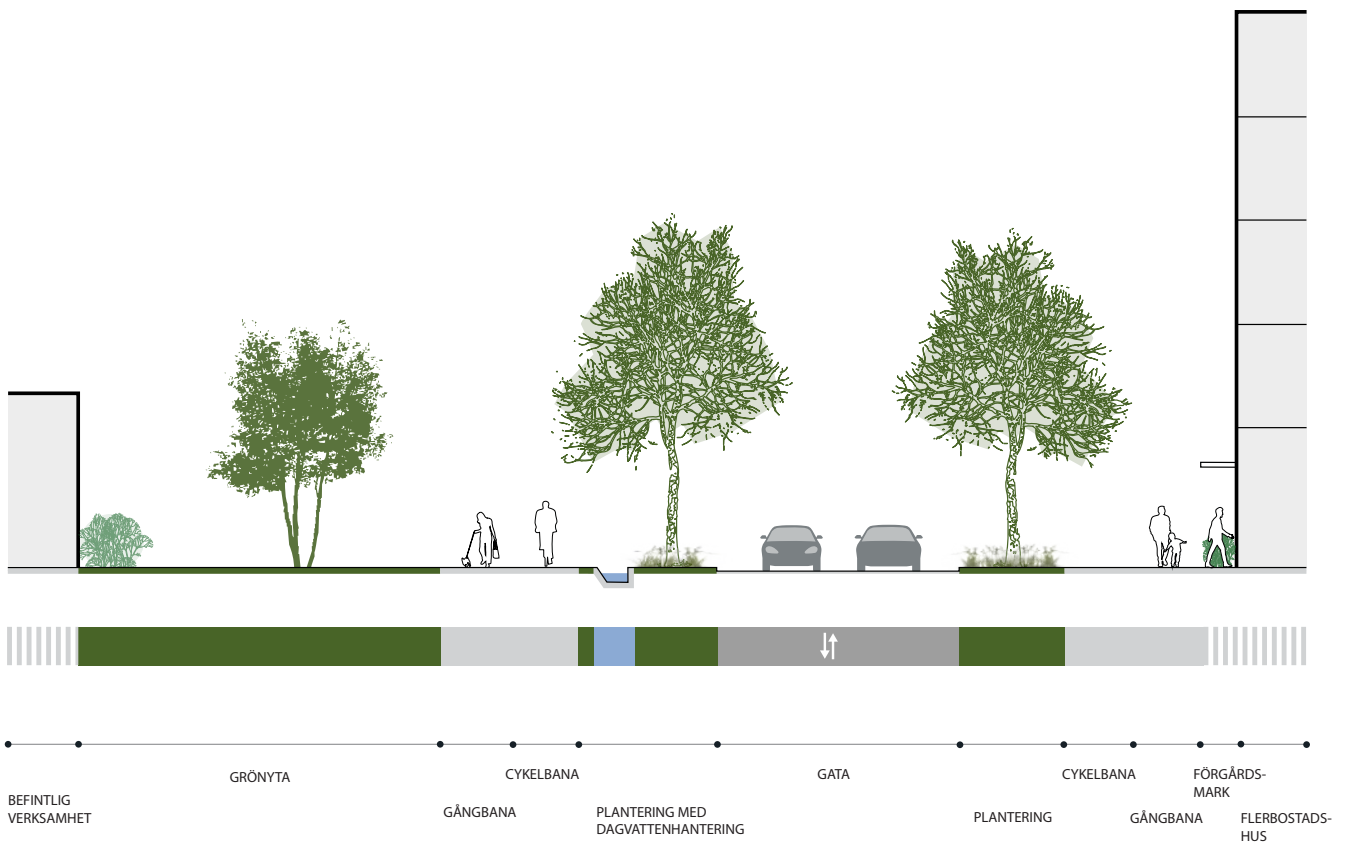 BEFINTLIG
VERKSAMHET
GRÖNYTA
GÅNGBANA
CYKELBANA
PLANTERING MED
DAGVATTENHANTERING
GATA
PLANTERING
CYKELBANA
GÅNGBANA
FÖRGÅRDS-
MARK
FLERBOSTADS-
HUS